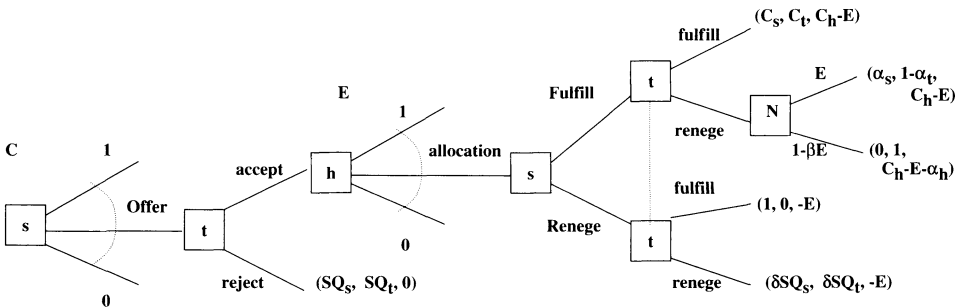 C
1
s
Offer
0
t
accept
reject
(SQₛ, SQₜ, 0)
E
1
h
allocation
0
s
Fulfill
Renege
t
fulfill
(Cₛ, Cₜ, Cₕ-E)
renege
N
E
(αₛ, 1-αₜ,
Cₕ-E)
1-βE
(0, 1,
Cₕ-E-αₕ)
t
fulfill
(1, 0, -E)
renege
(δSQₛ, δSQₜ, -E)